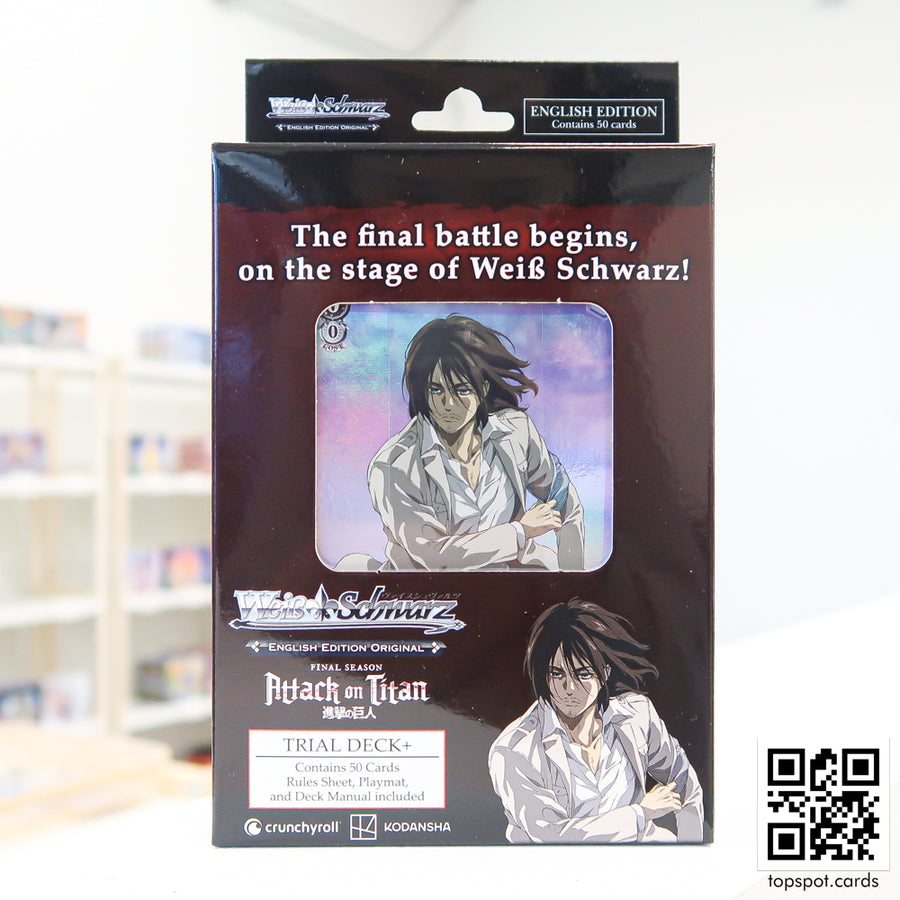 Weiß Schwarz
ENGLISH EDITION ORIGINAL
ENGLISH EDITION
Contains 50 cards
The final battle begins,
on the stage of Weiß Schwarz!
0
COST
ヴァイスシュヴァルツ
Weiß Schwarz
ENGLISH EDITION ORIGINAL
FINAL SEASON
Attack on Titan
進撃の巨人
TRIAL DECK+
Contains 50 Cards
Rules Sheet, Playmat,
and Deck Manual included
crunchyroll KODANSHA
topspot.cards